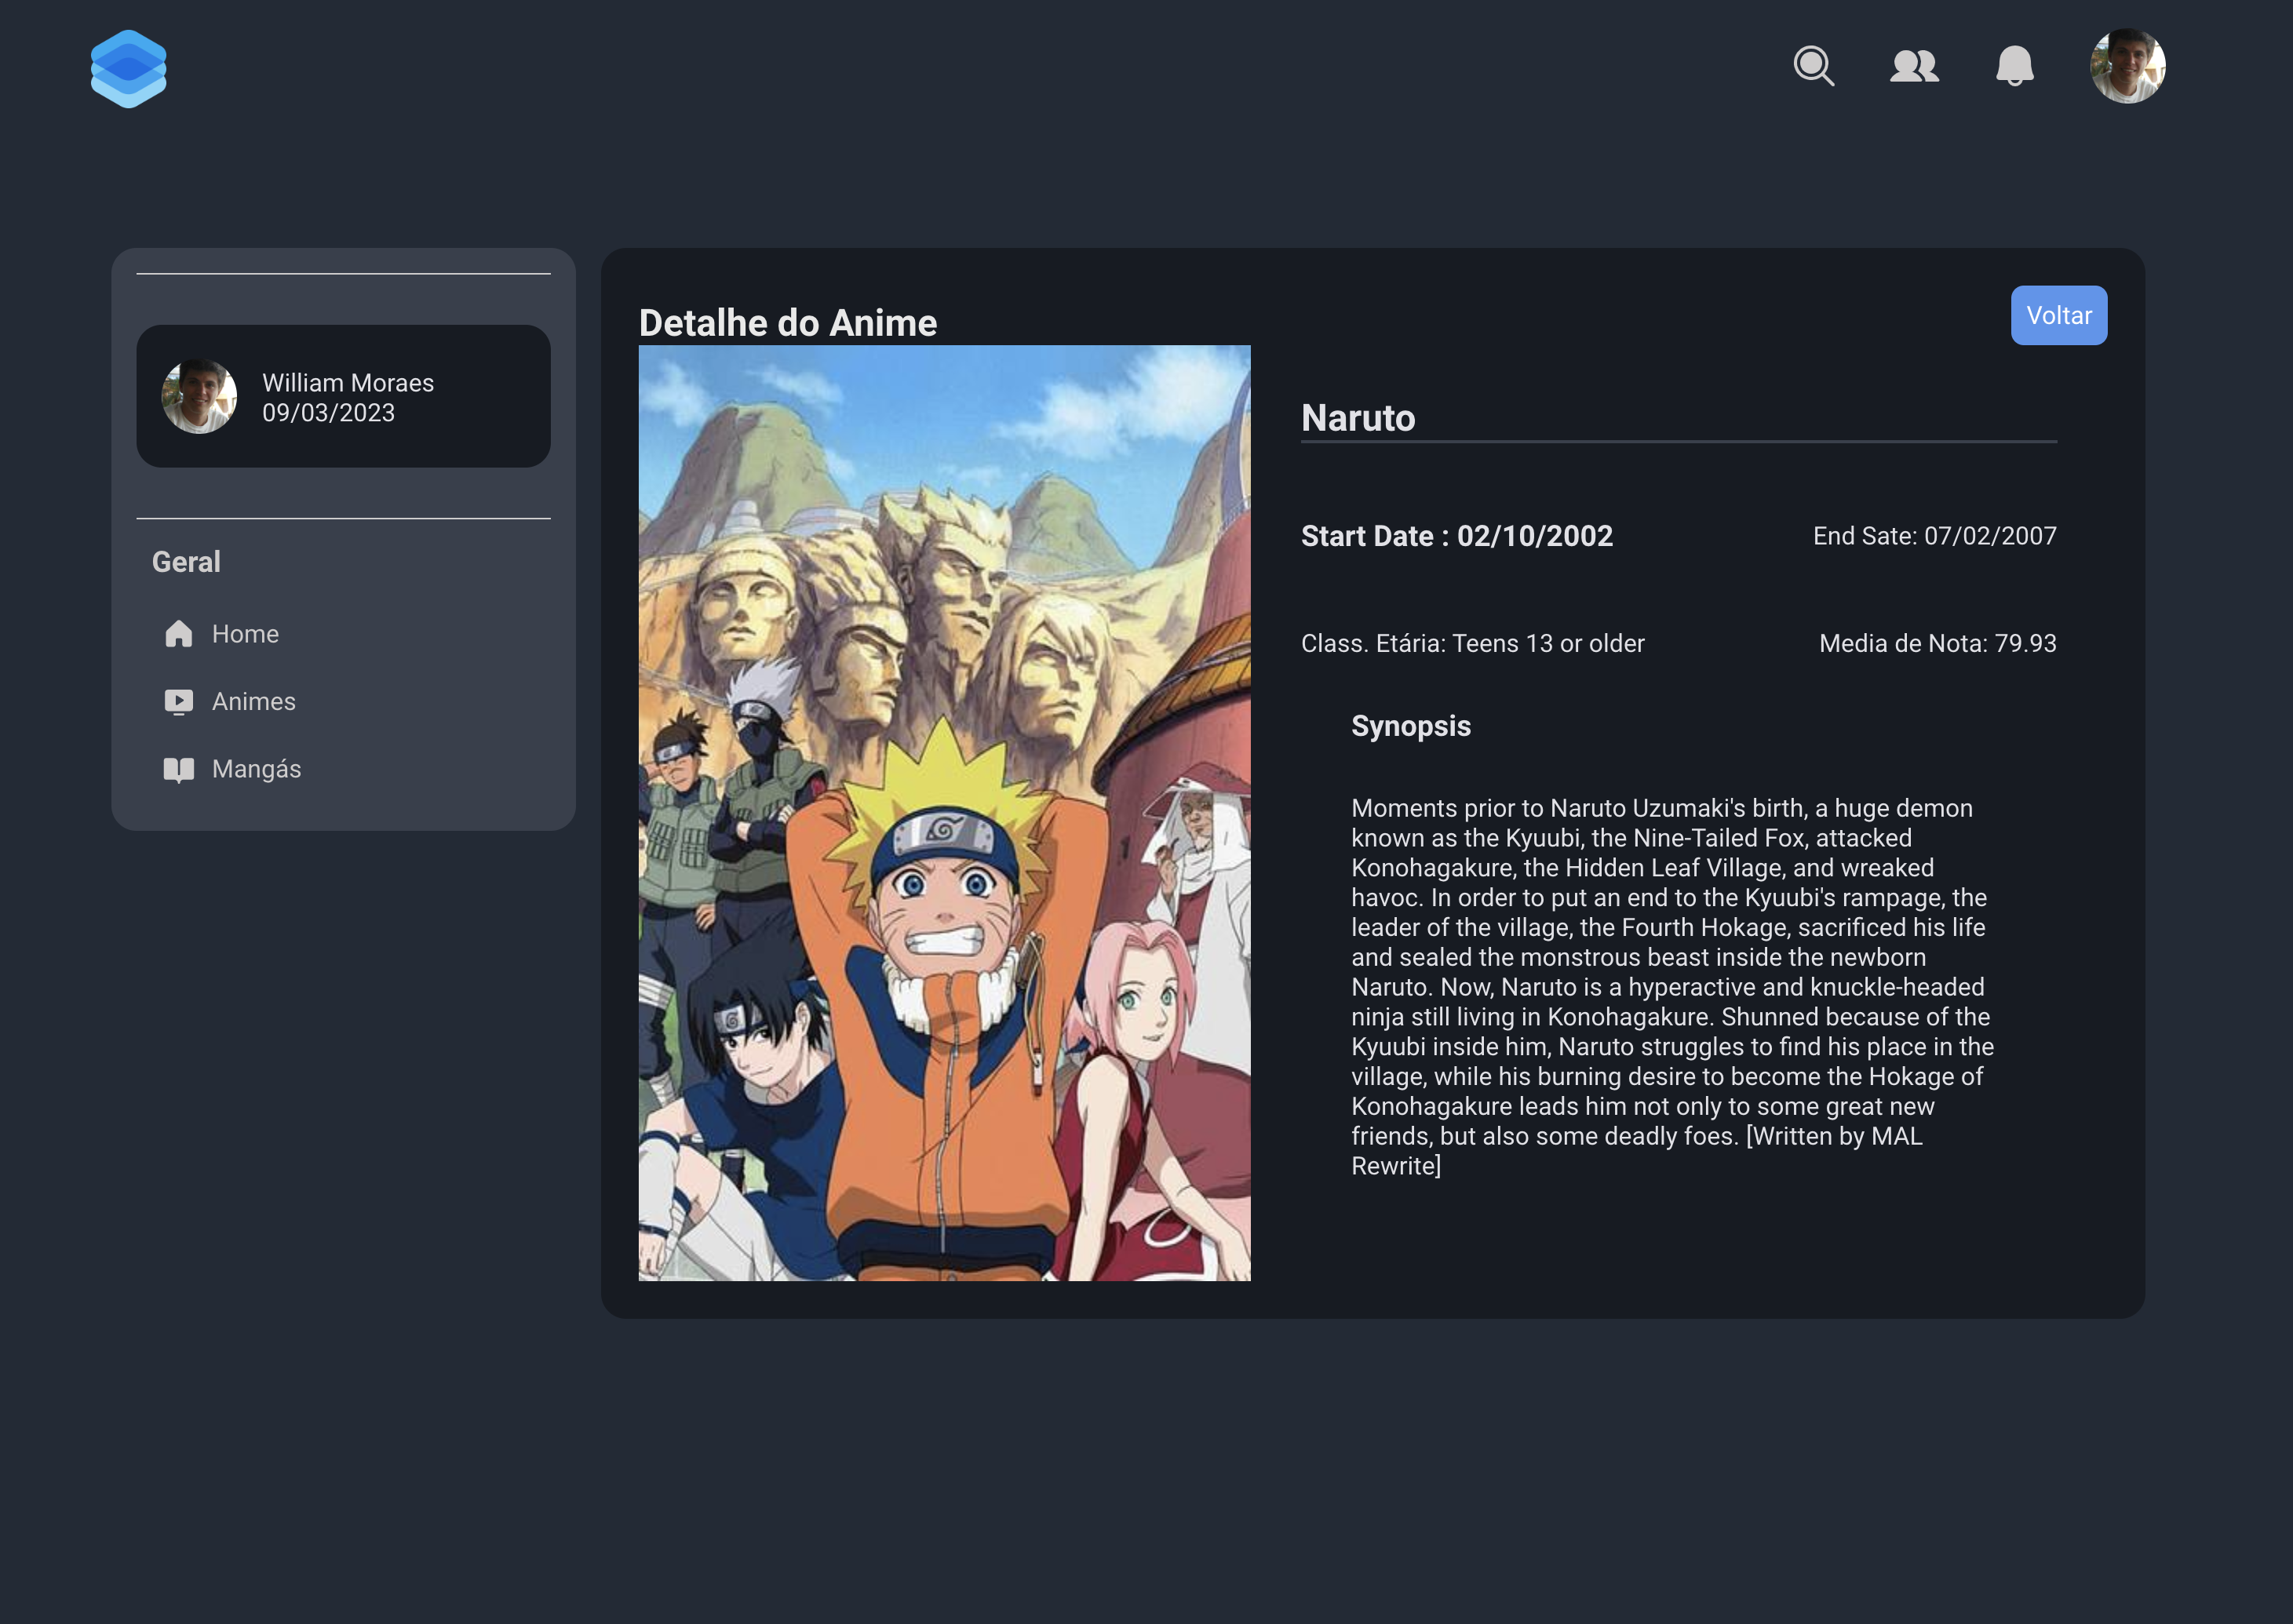 William Moraes
09/03/2023
Geral
Home
Animes
Mangás
Detalhe do Anime
Voltar
Naruto
Start Date : 02/10/2002
End Sate: 07/02/2007
Class. Etária: Teens 13 or older
Media de Nota: 79.93
Synopsis
Moments prior to Naruto Uzumaki's birth, a huge demon
known as the Kyuubi, the Nine-Tailed Fox, attacked
Konohagakure, the Hidden Leaf Village, and wreaked
havoc. In order to put an end to the Kyuubi's rampage, the
leader of the village, the Fourth Hokage, sacrificed his life
and sealed the monstrous beast inside the newborn
Naruto. Now, Naruto is a hyperactive and knuckle-headed
ninja still living in Konohagakure. Shunned because of the
Kyuubi inside him, Naruto struggles to find his place in the
village, while his burning desire to become the Hokage of
Konohagakure leads him not only to some great new
friends, but also some deadly foes. [Written by MAL
Rewrite]